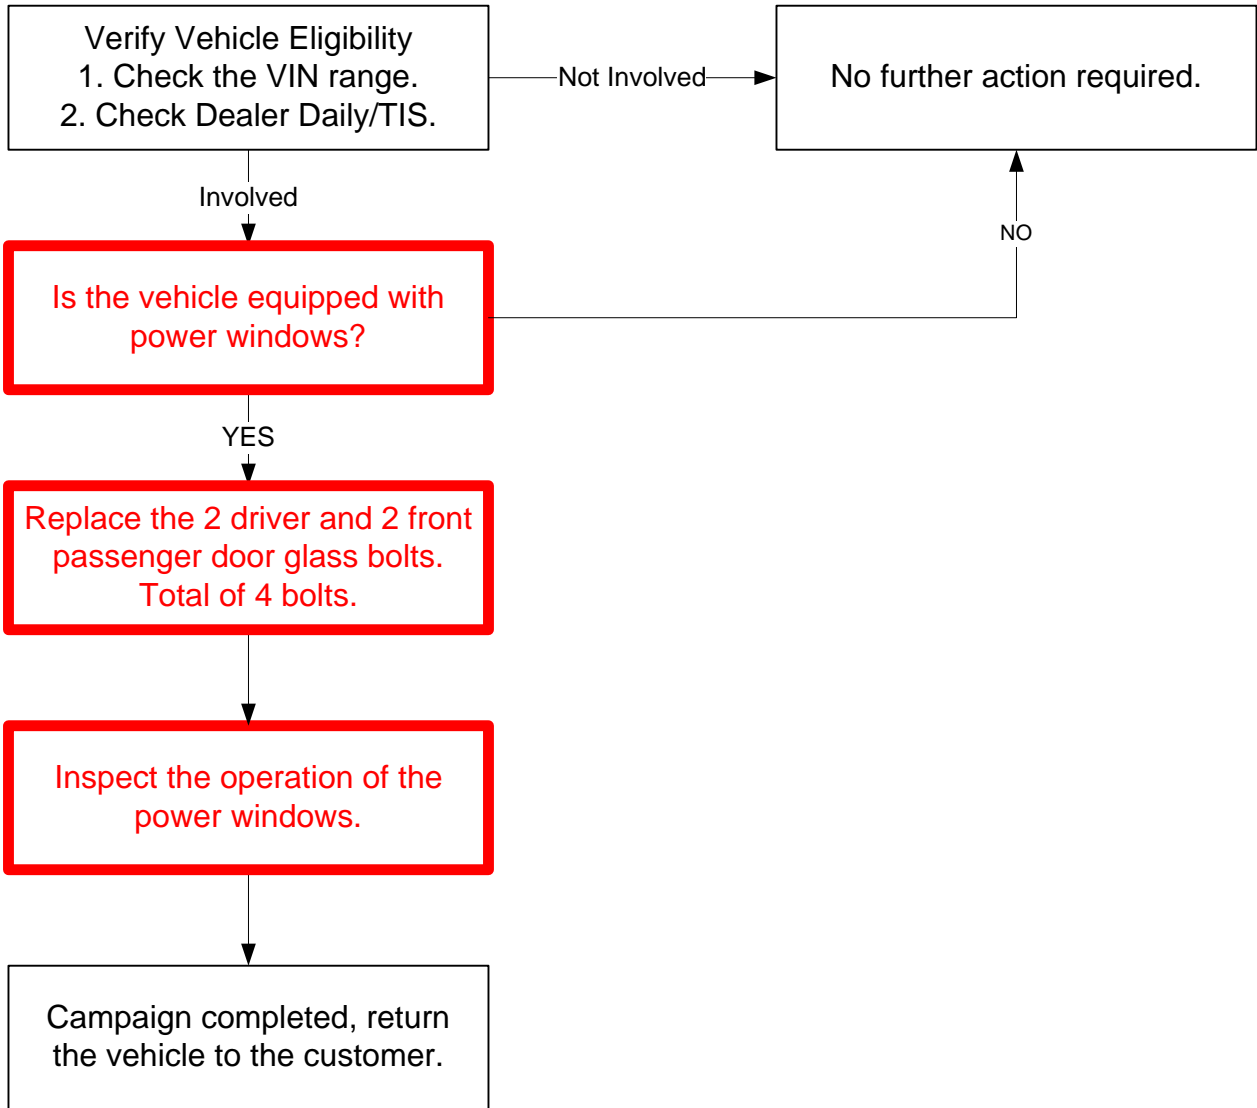 Verify Vehicle Eligibility
1. Check the VIN range.
2. Check Dealer Daily/TIS.
Not Involved
No further action required.
Involved
NO
Is the vehicle equipped with
power windows?
YES
Replace the 2 driver and 2 front
passenger door glass bolts.
Total of 4 bolts.
Inspect the operation of the
power windows.
Campaign completed, return
the vehicle to the customer.